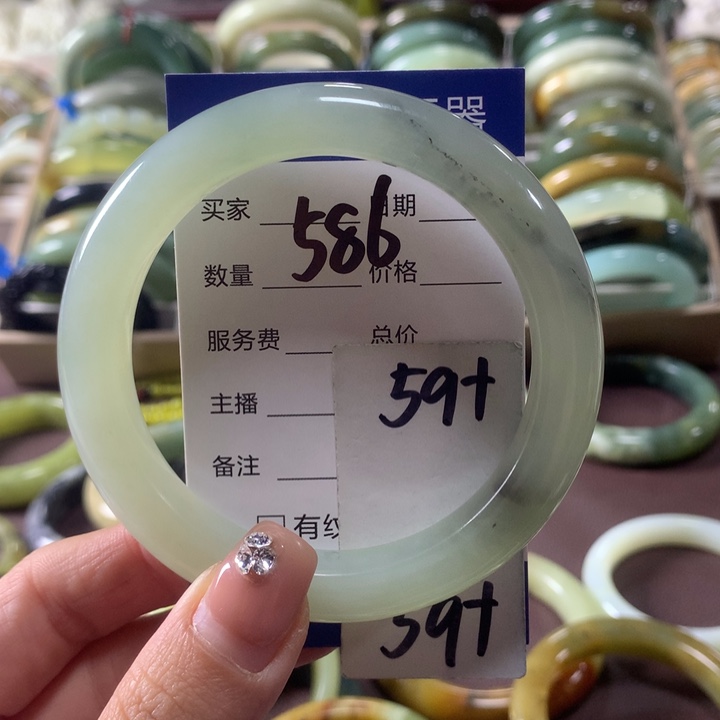 器
买家 586 日期
数量 价格
服务费 总价
主播 59+
备注
有纹
59+